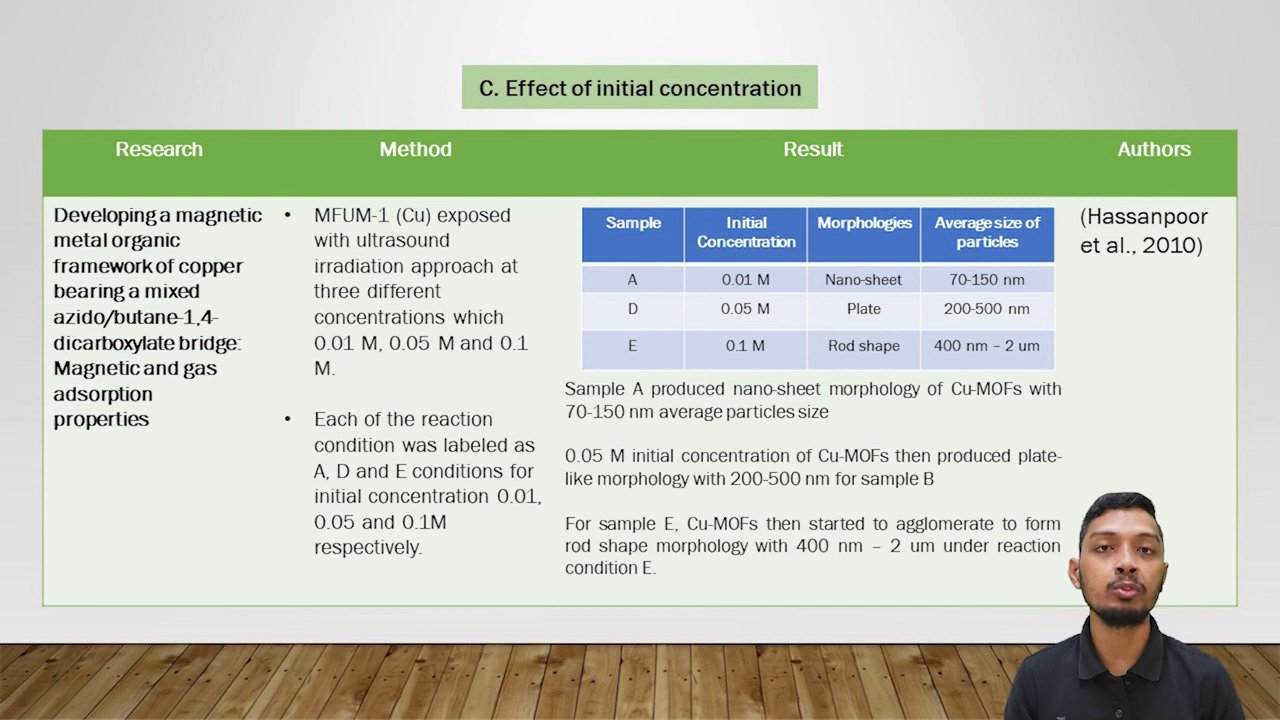 C. Effect of initial concentration
Research
Method
Result
Authors
Developing a magnetic
metal organic
framework of copper
bearing a mixed
azido/butane-1,4-
dicarboxylate bridge:
Magnetic and gas
adsorption
properties
• MFUM-1 (Cu) exposed
with ultrasound
irradiation approach at
three different
concentrations which
0.01 M, 0.05 M and 0.1
M.
• Each of the reaction
condition was labeled as
A, D and E conditions for
initial concentration 0.01,
0.05 and 0.1M
respectively.
Sample
Initial
Concentration
Morphologies
Average size of
particles
A
0.01 M
Nano-sheet
70-150 nm
D
0.05 M
Plate
200-500 nm
E
0.1 M
Rod shape
400 nm – 2 um
Sample A produced nano-sheet morphology of Cu-MOFs with
70-150 nm average particles size
0.05 M initial concentration of Cu-MOFs then produced plate-
like morphology with 200-500 nm for sample B
For sample E, Cu-MOFs then started to agglomerate to form
rod shape morphology with 400 nm – 2 um under reaction
condition E.
(Hassanpoor
et al., 2010)